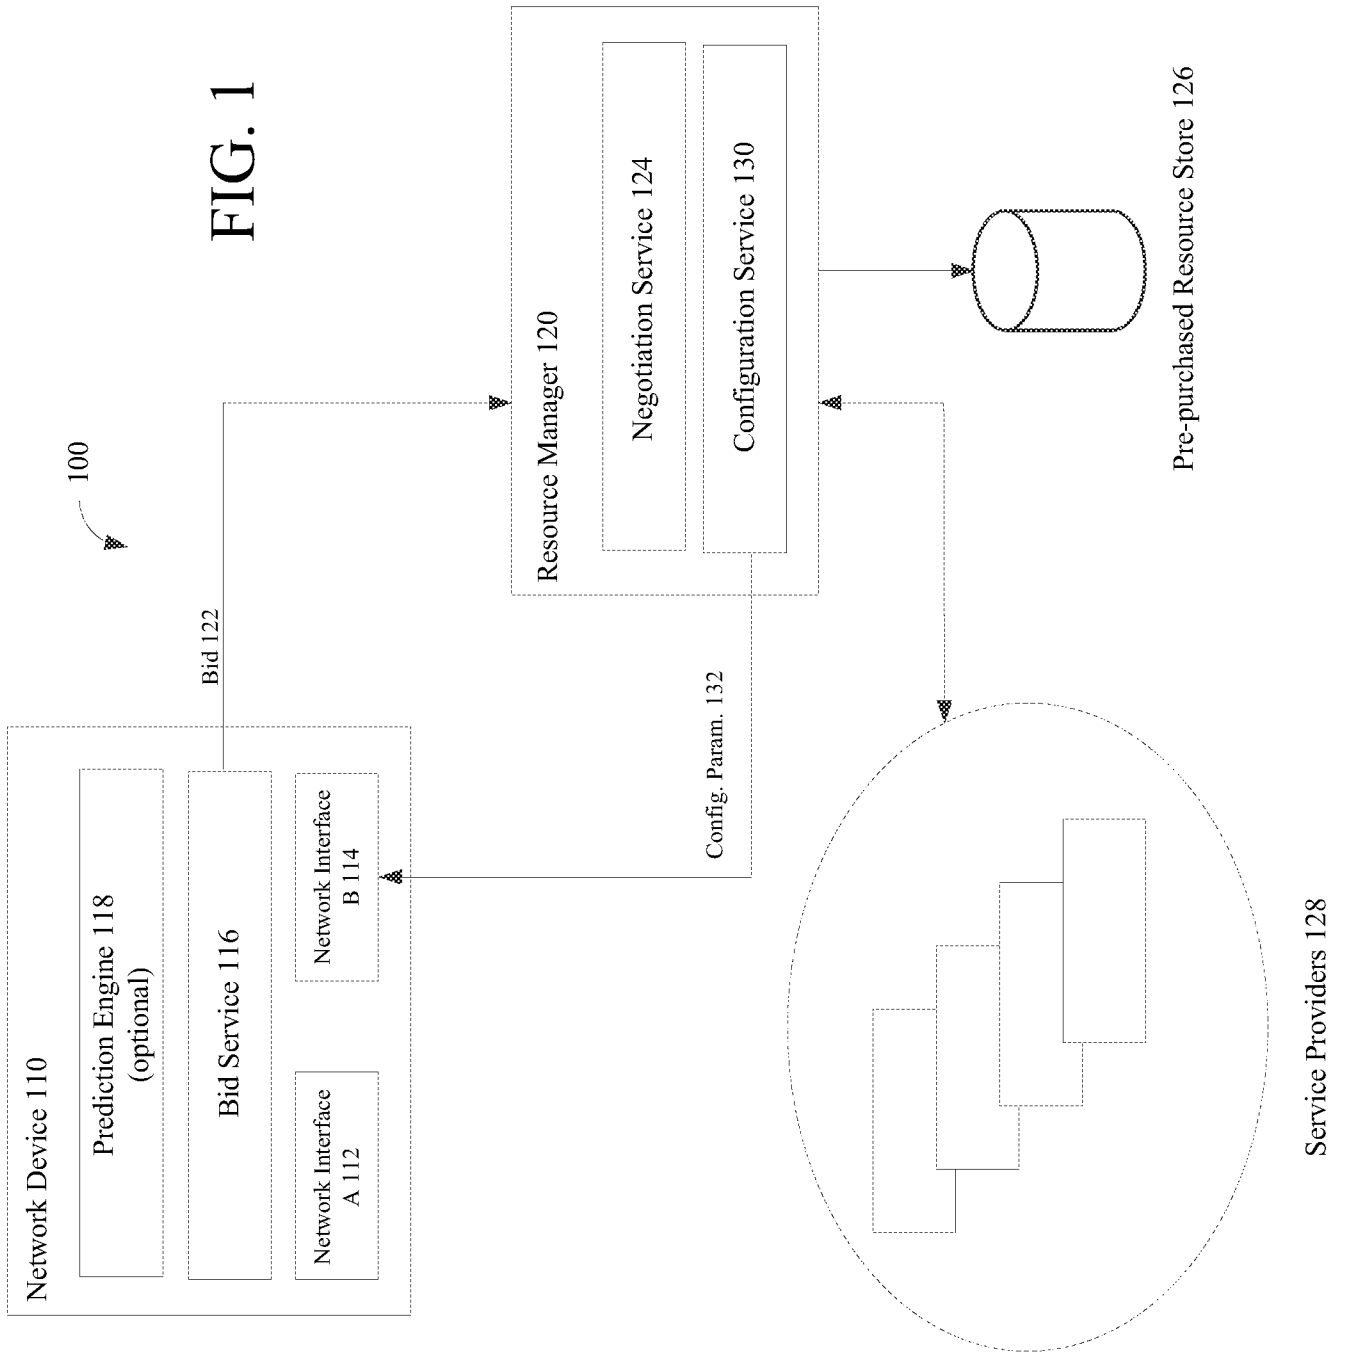 FIG. 1
100
Network Device 110
Prediction Engine 118
(optional)
Bid Service 116
Network Interface
A 112
Network Interface
B 114
Bid 122
Resource Manager 120
Negotiation Service 124
Configuration Service 130
Config. Param. 132
Pre-purchased Resource Store 126
Service Providers 128